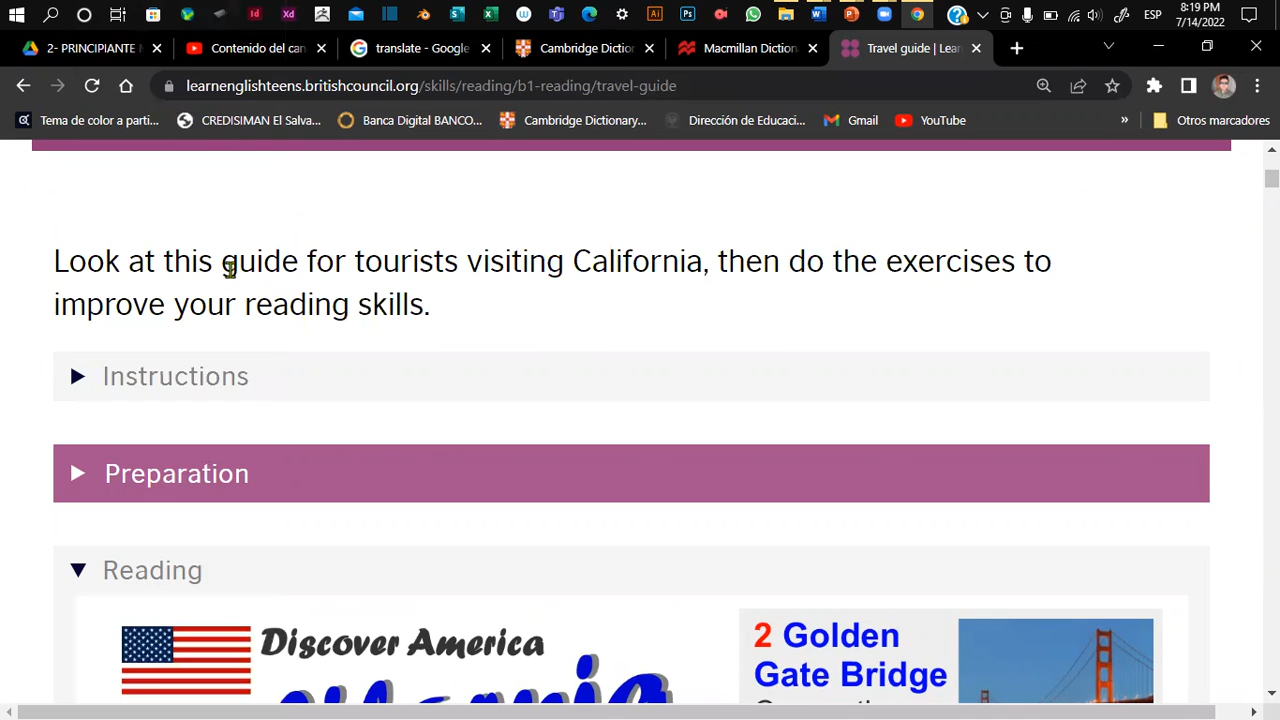 8:19 PM
ESP
7/14/2022
2- PRINCIPIANTE M
Contenido del can
translate - Google
Cambridge Dictio
Macmillan Diction
Travel guide | Lear
learnenglishteens.britishcouncil.org/skills/reading/b1-reading/travel-guide
Tema de color a parti...
CREDISIMAN El Salva...
Banca Digital BANCO...
Cambridge Dictionary...
Dirección de Educaci...
Gmail
YouTube
»
Otros marcadores
Look at this guide for tourists visiting California, then do the exercises to
improve your reading skills.
Instructions
Preparation
Reading
Discover America
2 Golden
Gate Bridge